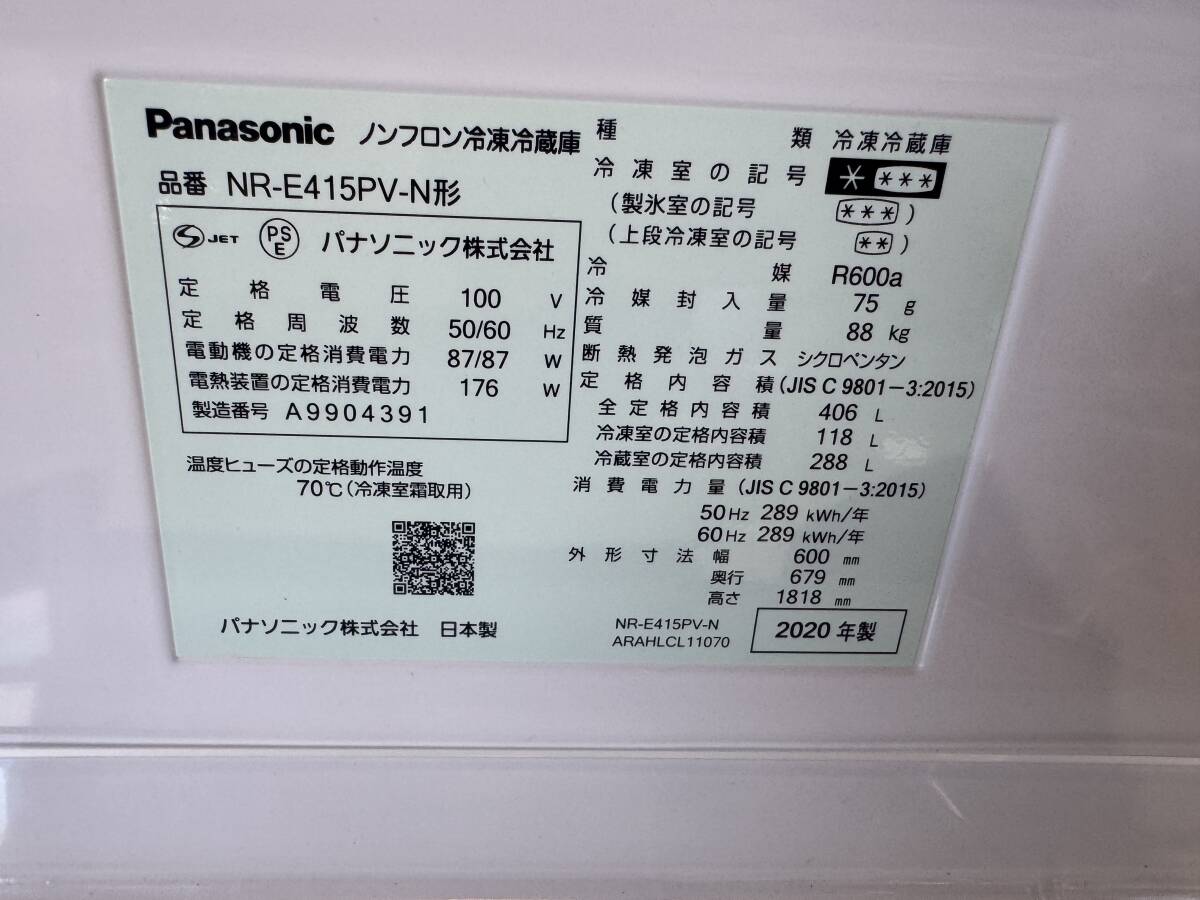 Panasonic ノンフロン冷凍冷蔵庫
品番 NR-E415PV-N形
JET PSE パナソニック株式会社
定格電圧 100 V
定格周波数 50/60 Hz
電動機の定格消費電力 87/87 W
電熱装置の定格消費電力 176 W
製造番号 A9904391
温度ヒューズの定格動作温度
70℃(冷凍室霜取用)
パナソニック株式会社 日本製
種類 冷凍冷蔵庫
冷凍室の記号 * ***
(製氷室の記号 ***)
(上段冷凍室の記号 **)
冷媒 R600a
冷媒封入量 75 g
質量 88 kg
断熱発泡ガス シクロペンタン
定格内容積(JIS C 9801-3:2015)
全定格内容積 406 L
冷凍室の定格内容積 118 L
冷蔵室の定格内容積 288 L
消費電力量(JIS C 9801-3:2015)
50Hz 289 kWh/年
60Hz 289 kWh/年
外形寸法幅 600 mm
奥行 679 mm
高さ 1818 mm
NR-E415PV-N
ARAHLCL11070
2020年製